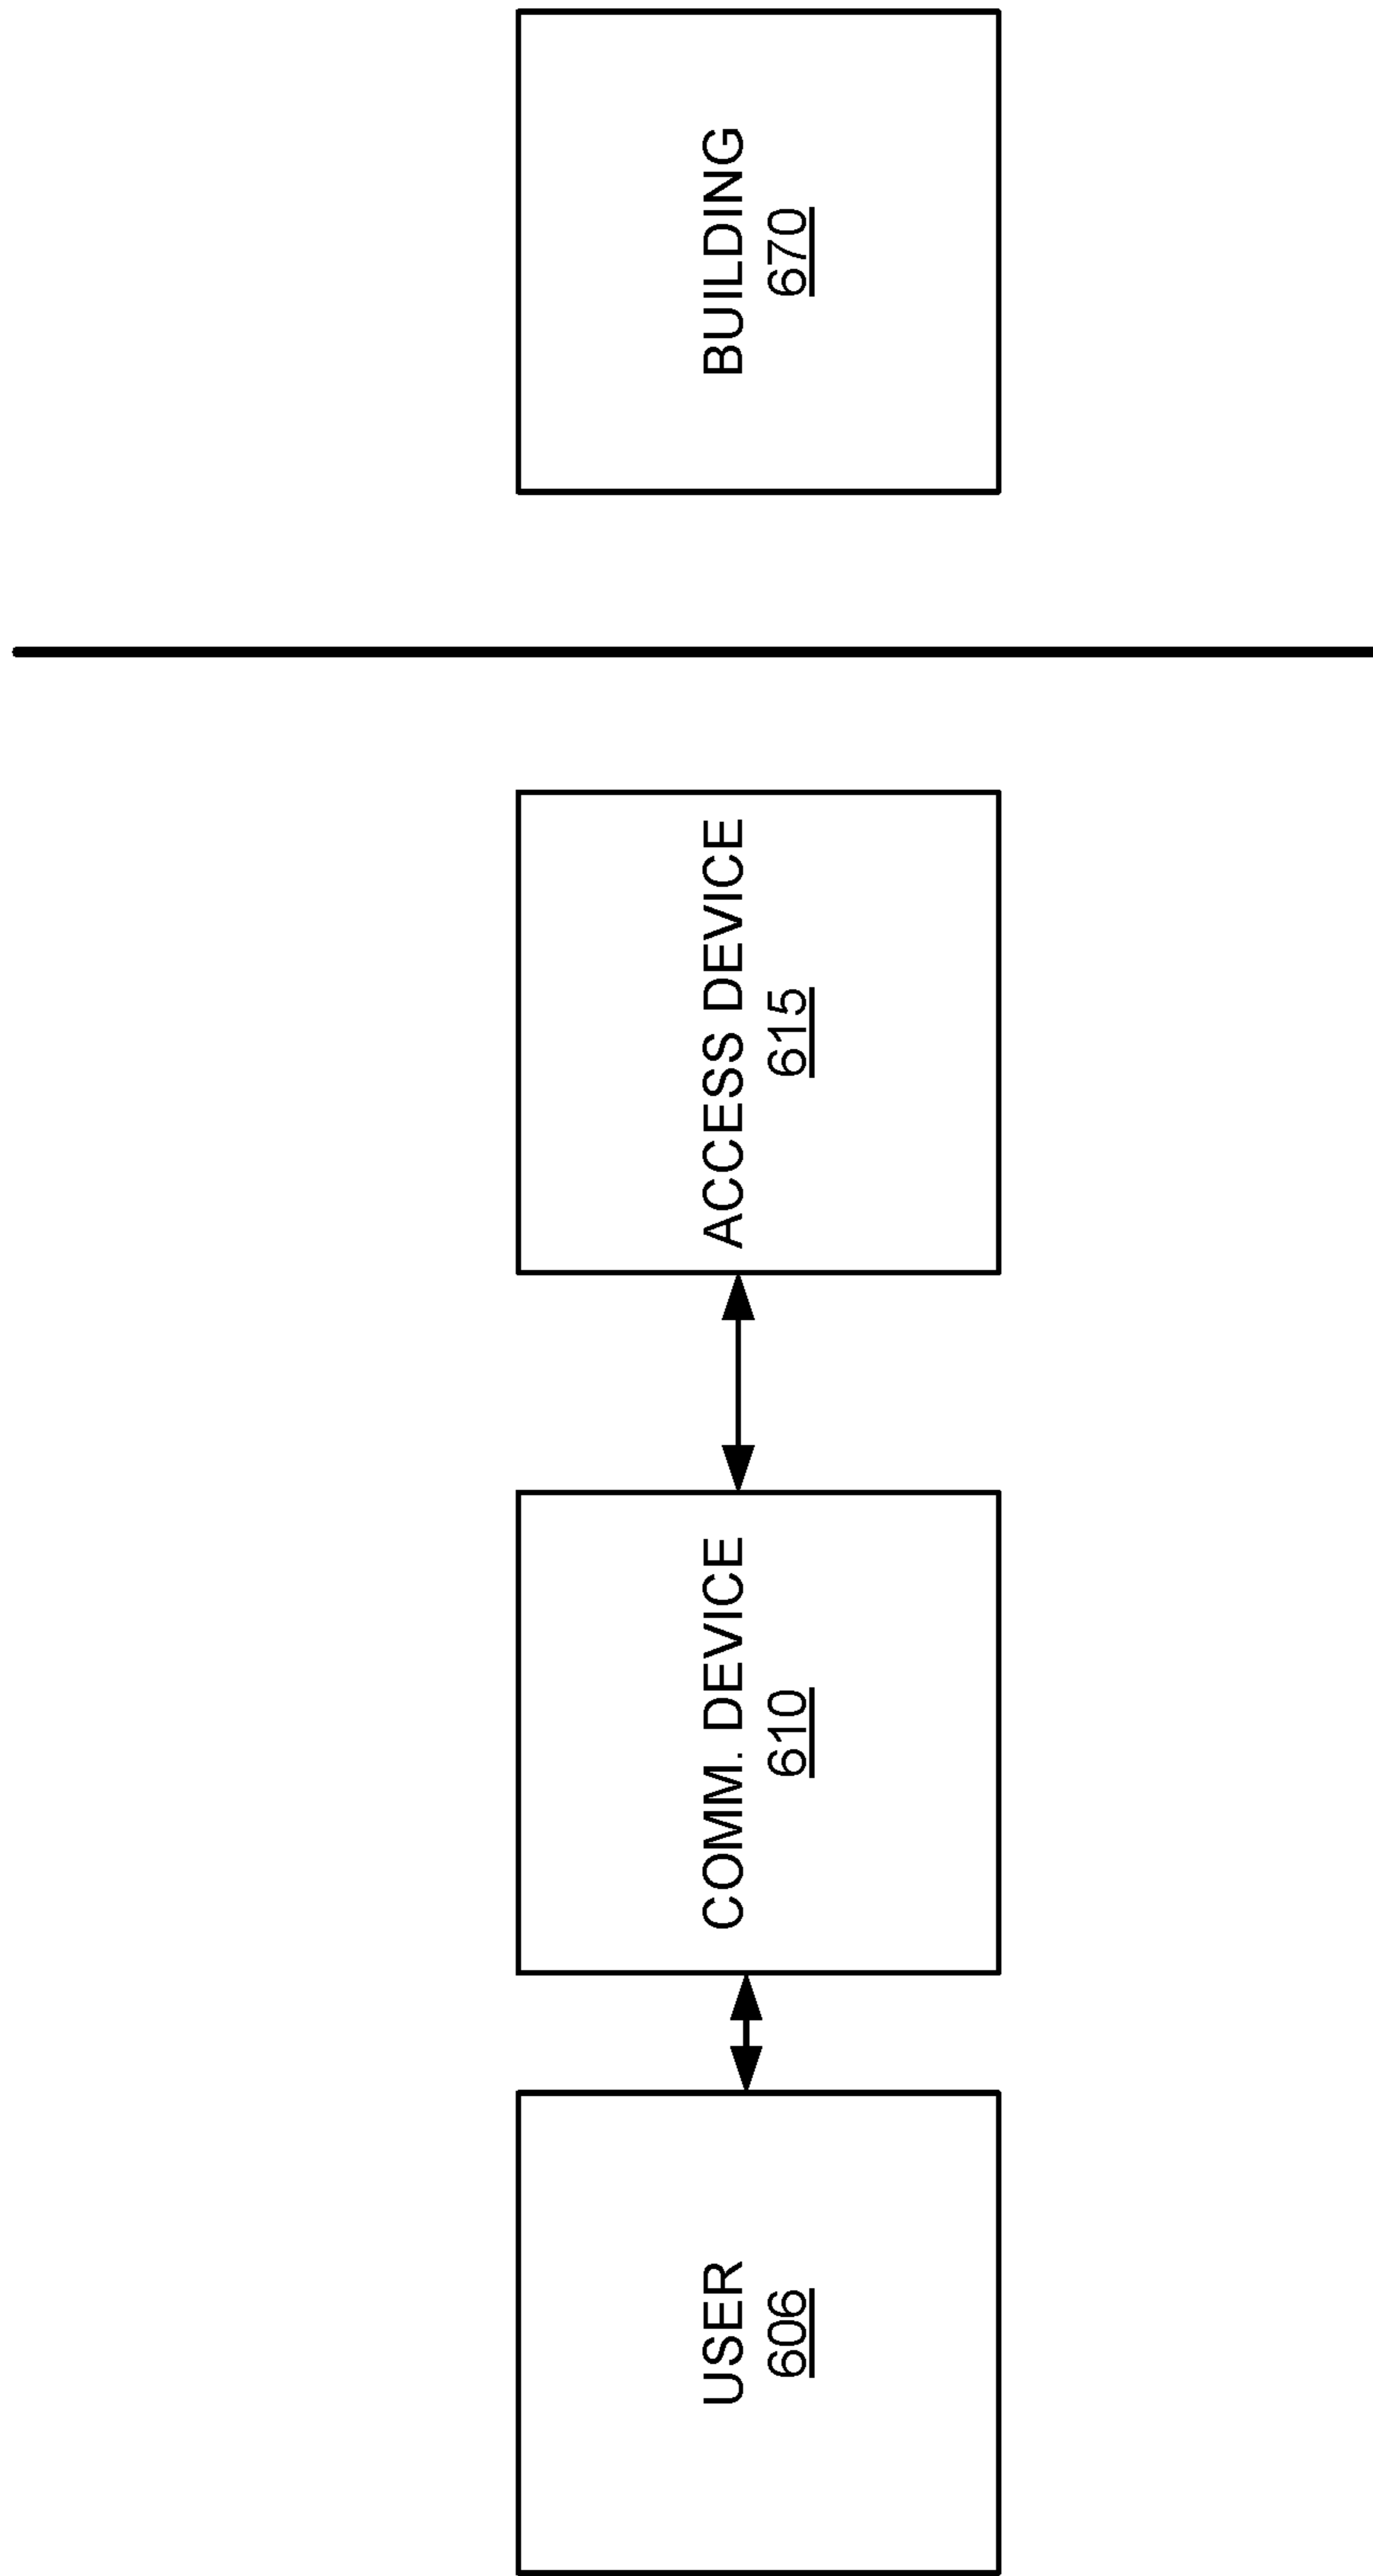 USER
606
COMM. DEVICE
610
ACCESS DEVICE
615
BUILDING
670